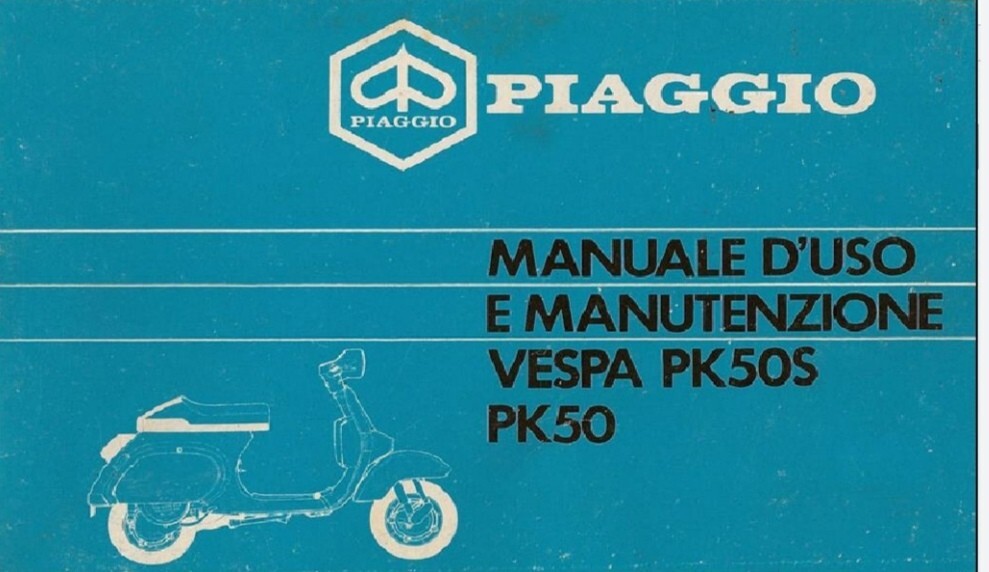 PIAGGIO
PIAGGIO
MANUALE D'USO
E MANUTENZIONE
VESPA PK50S
PK50